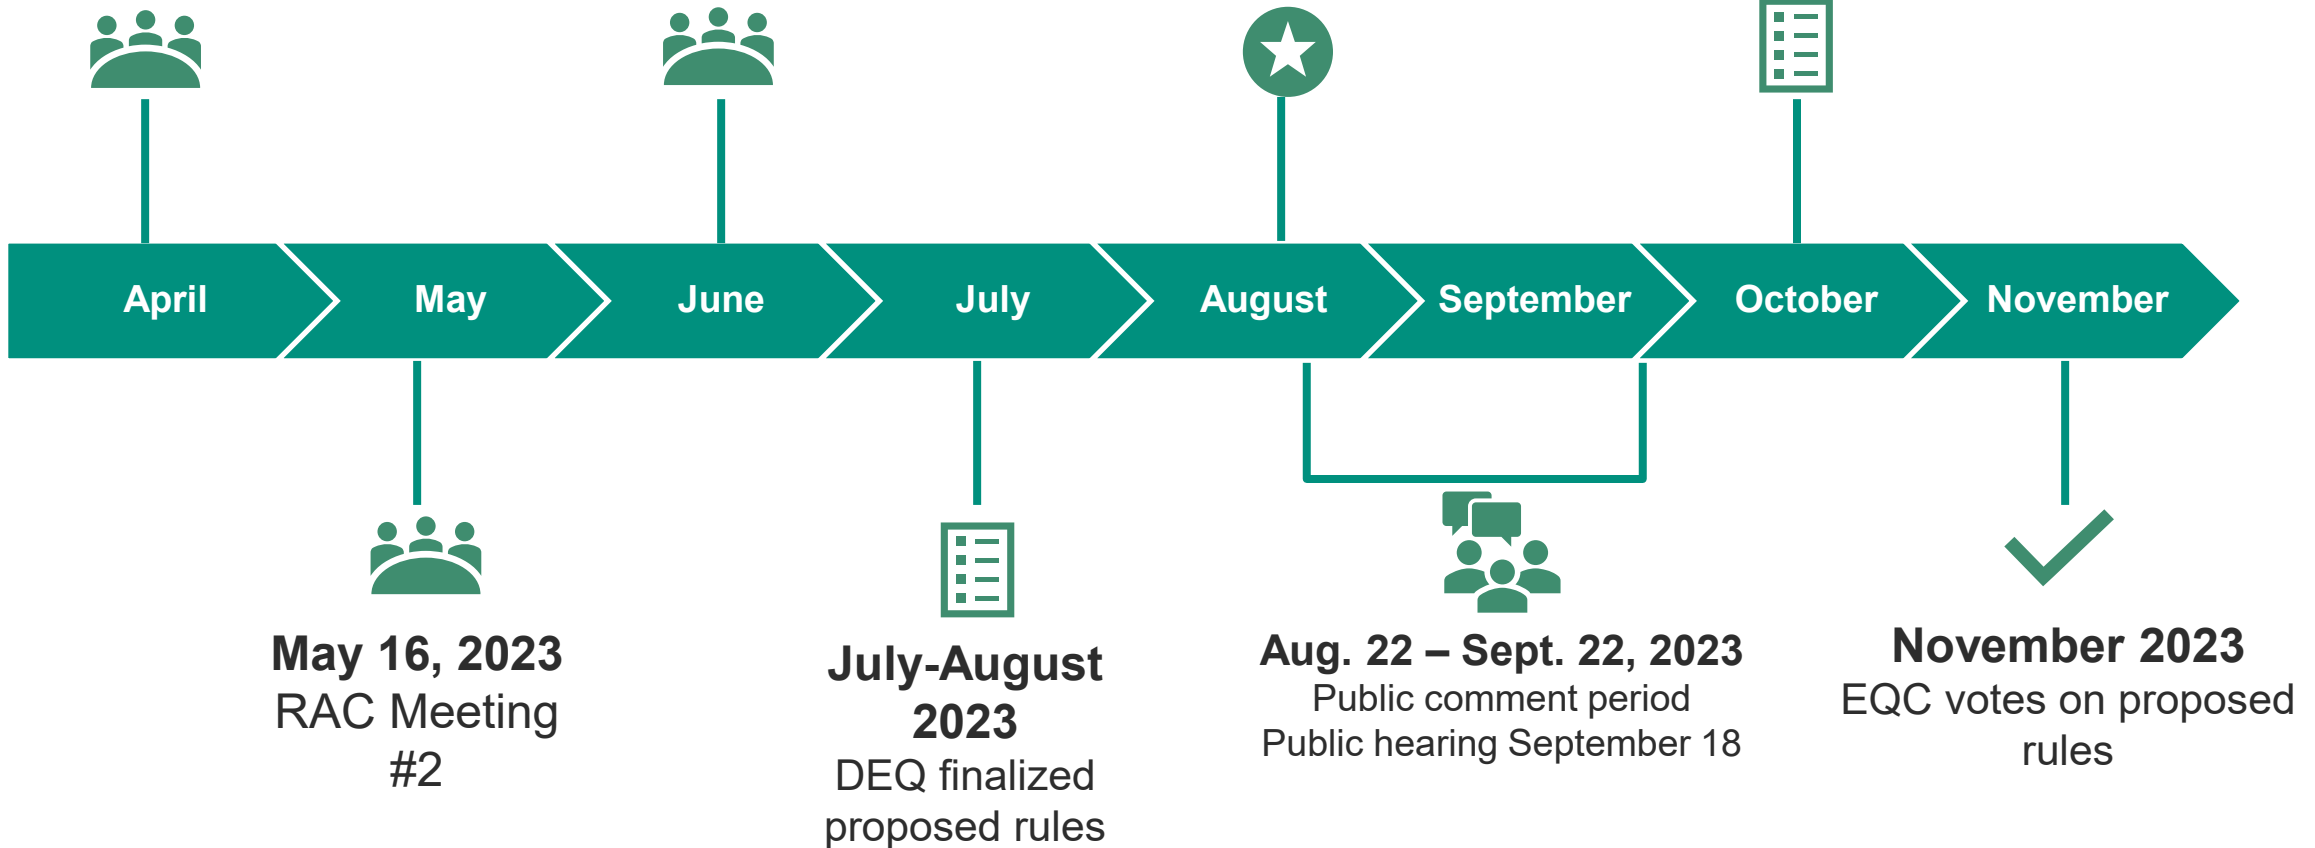 April
May
June
July
August
September
October
November
May 16, 2023
RAC Meeting
#2
July-August
2023
DEQ finalized
proposed rules
Aug. 22 – Sept. 22, 2023
Public comment period
Public hearing September 18
November 2023
EQC votes on proposed
rules